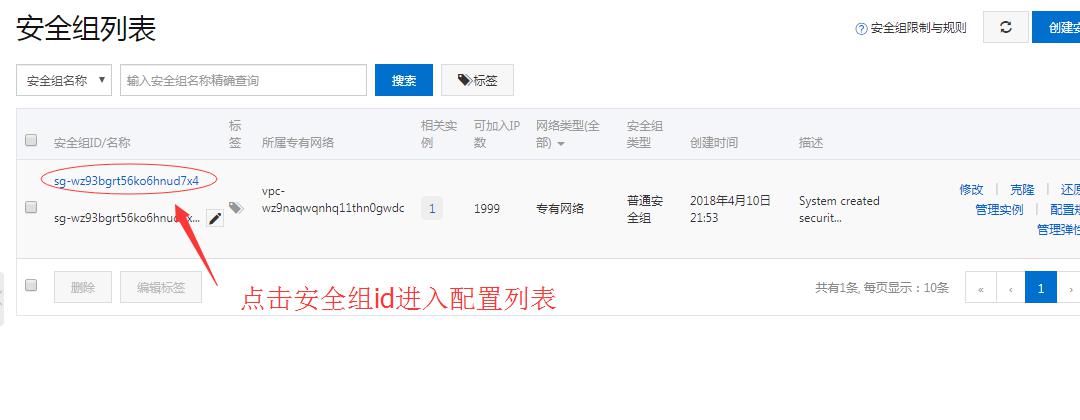 安全组列表
安全组限制与规则
创建安
安全组名称
输入安全组名称精确查询
搜索
标签
安全组ID/名称
标
签
所属专有网络
相关实
例
可加入IP
数
网络类型(全
部)
安全组
类型
创建时间
描述
sg-wz93bgrt56ko6hnud7x4
sg-wz93bgrt56ko6hnud7x...
vpc-
wz9naqwqnhq11thn0gwdc
1
1999
专有网络
普通安
全组
2018年4月10日
21:53
System created
securit...
修改 | 克隆 | 还原
管理实例 | 配置规
管理弹性
删除
编辑标签
点击安全组id进入配置列表
共有1条, 每页显示：10条
« ‹ 1 ›